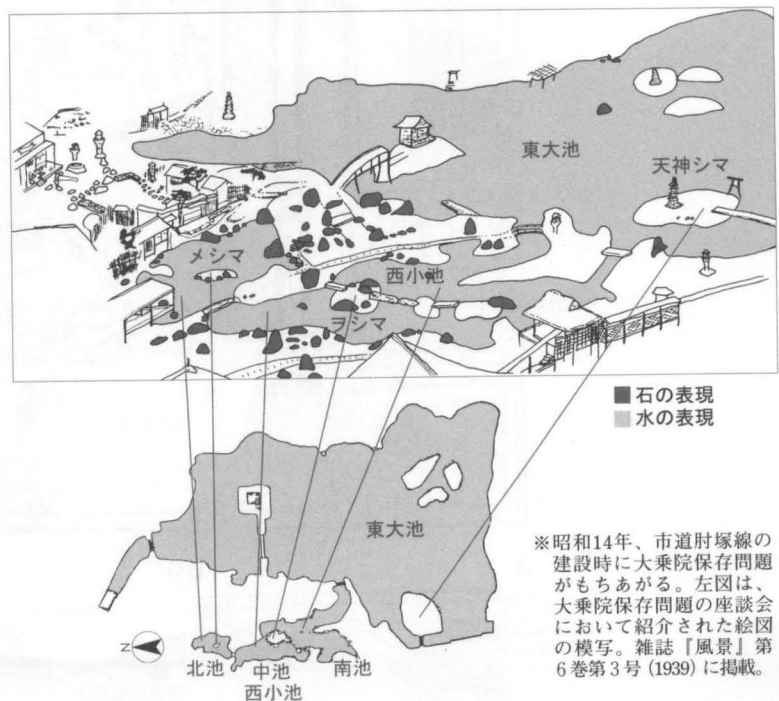 東大池
天神シマ
メシマ
西小池
ヲシマ
石の表現
水の表現
東大池
※昭和14年、市道肘塚線の
建設時に大乗院保存問題
がもちあがる。左図は、
大乗院保存問題の座談会
において紹介された絵図
の模写。雑誌『風景』第
6巻第3号(1939)に掲載。
N
北池
中池
南池
西小池